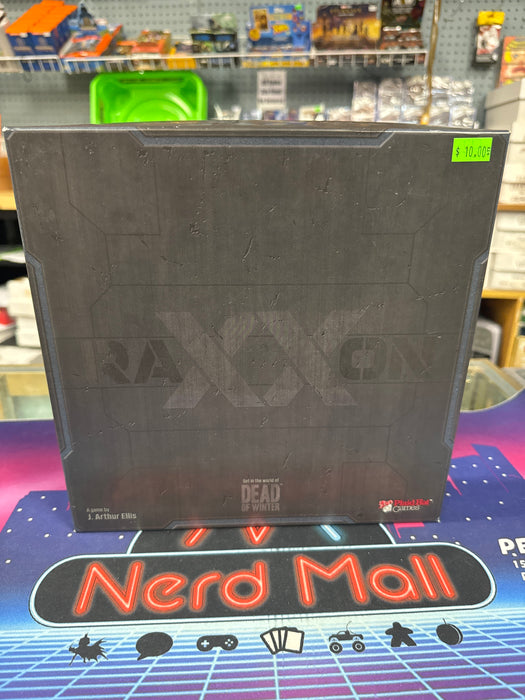 $ 10.00
RAXXON
Set in the world of
DEAD
OF WINTER
A game by
J. Arthur Ellis
Plaid Hat
Games
Nerd Mall
PE